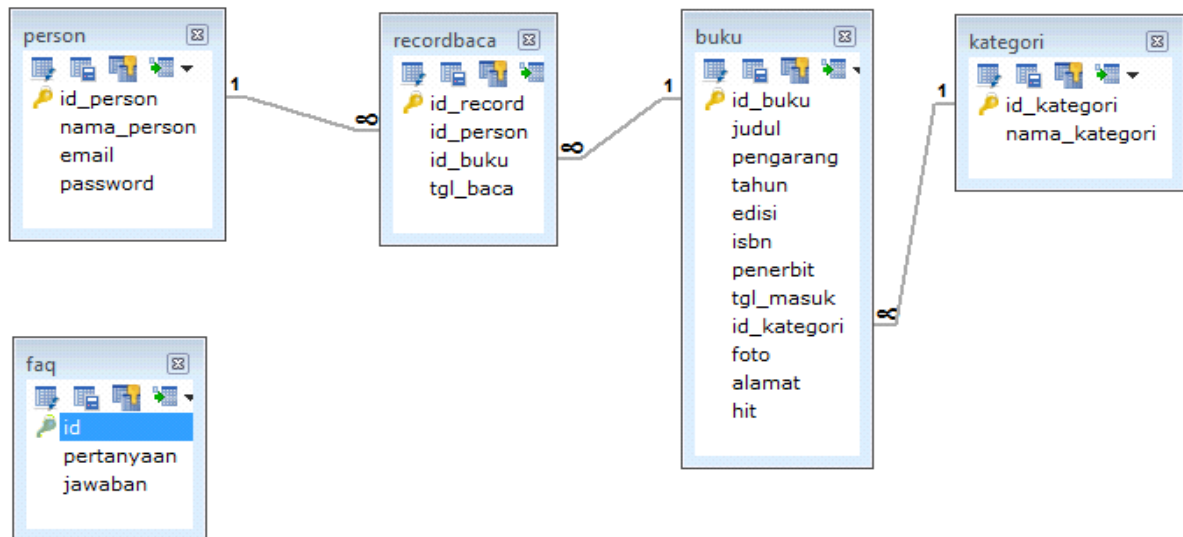 person
id_person
nama_person
email
password
1
∞
recordbaca
id_record
id_person
id_buku
tgl_baca
∞
1
buku
id_buku
judul
pengarang
tahun
edisi
isbn
penerbit
tgl_masuk
id_kategori
foto
alamat
hit
∞
1
kategori
id_kategori
nama_kategori
faq
id
pertanyaan
jawaban